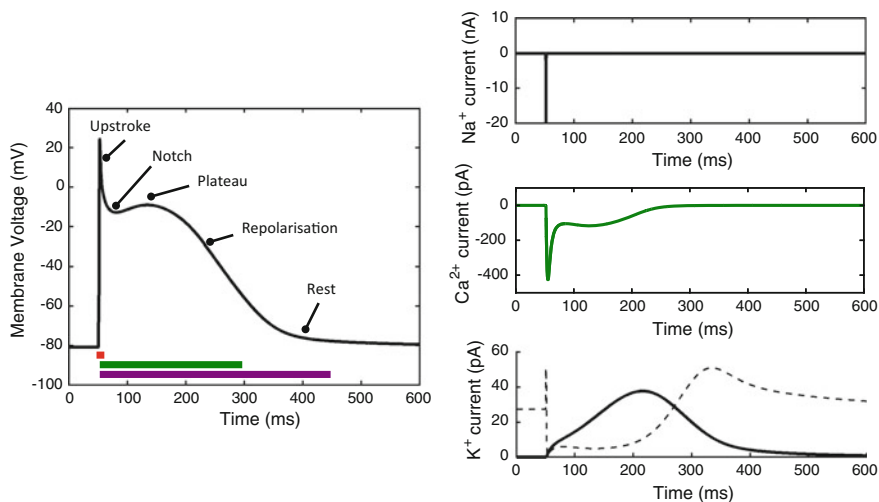 40
20
0
-20
-40
-60
-80
-100
0 100 200 300 400 500 600
Membrane Voltage (mV)
Time (ms)
Upstroke
Notch
Plateau
Repolarisation
Rest
Na⁺ current (nA)
10
0
-10
-20
0 100 200 300 400 500 600
Time (ms)
Ca²⁺ current (pA)
0
-200
-400
0 100 200 300 400 500 600
Time (ms)
K⁺ current (pA)
60
40
20
0
0 100 200 300 400 500 600
Time (ms)